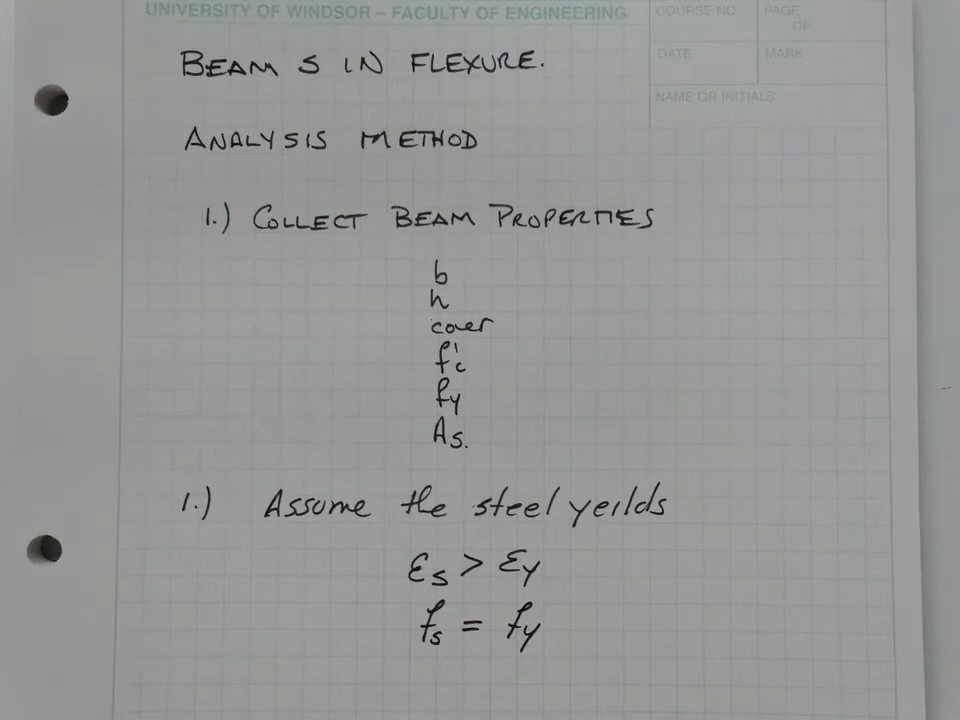 UNIVERSITY OF WINDSOR – FACULTY OF ENGINEERING
COURSE NO
PAGE
OF
DATE
MARK
NAME OR INITIALS
BEAM S IN FLEXURE.
ANALYSIS METHOD
1.) COLLECT BEAM PROPERTIES
b
h
cover
f'c
fy
As.
1.) Assume the steel yeilds
εs > εy
fs = fy